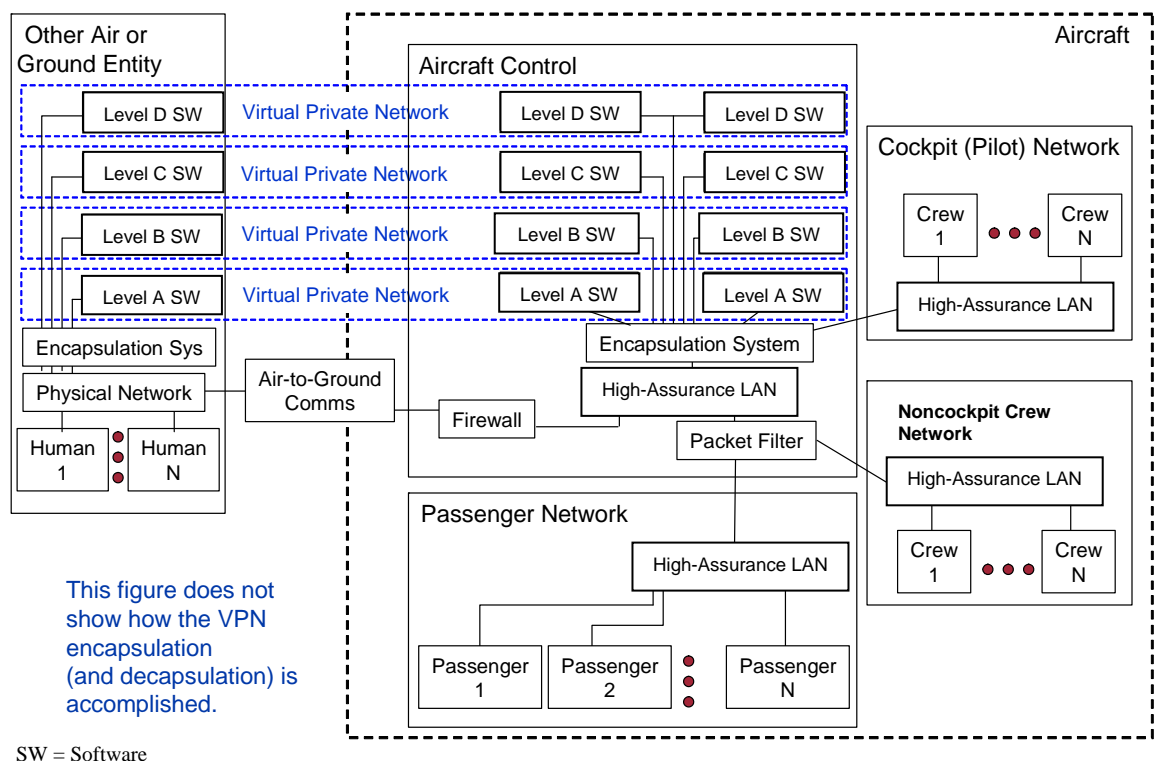 Other Air or
Ground Entity
Aircraft
Aircraft Control
Level D SW
Virtual Private Network
Level D SW
Level D SW
Level C SW
Virtual Private Network
Level C SW
Level C SW
Level B SW
Virtual Private Network
Level B SW
Level B SW
Level A SW
Virtual Private Network
Level A SW
Level A SW
Encapsulation Sys
Physical Network
Human
1
Human
N
Air-to-Ground
Comms
Encapsulation System
High-Assurance LAN
Firewall
Packet Filter
Cockpit (Pilot) Network
Crew
1
Crew
N
High-Assurance LAN
Noncockpit Crew
Network
High-Assurance LAN
Crew
1
Crew
N
Passenger Network
High-Assurance LAN
Passenger
1
Passenger
2
Passenger
N
This figure does not
show how the VPN
encapsulation
(and decapsulation) is
accomplished.
SW = Software